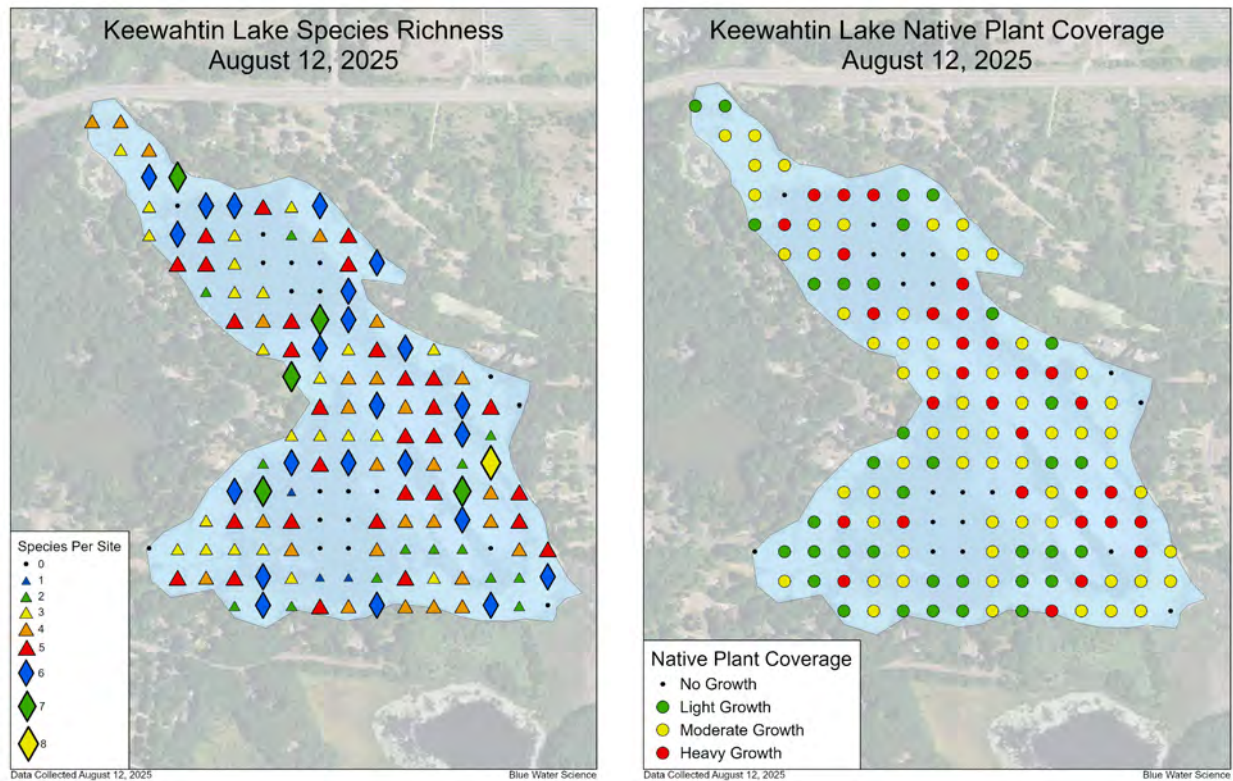 Keewahtin Lake Species Richness
August 12, 2025
Species Per Site
0
1
2
3
4
5
6
7
8
Data Collected August 12, 2025
Blue Water Science
Keewahtin Lake Native Plant Coverage
August 12, 2025
Native Plant Coverage
No Growth
Light Growth
Moderate Growth
Heavy Growth
Data Collected August 12, 2025
Blue Water Science